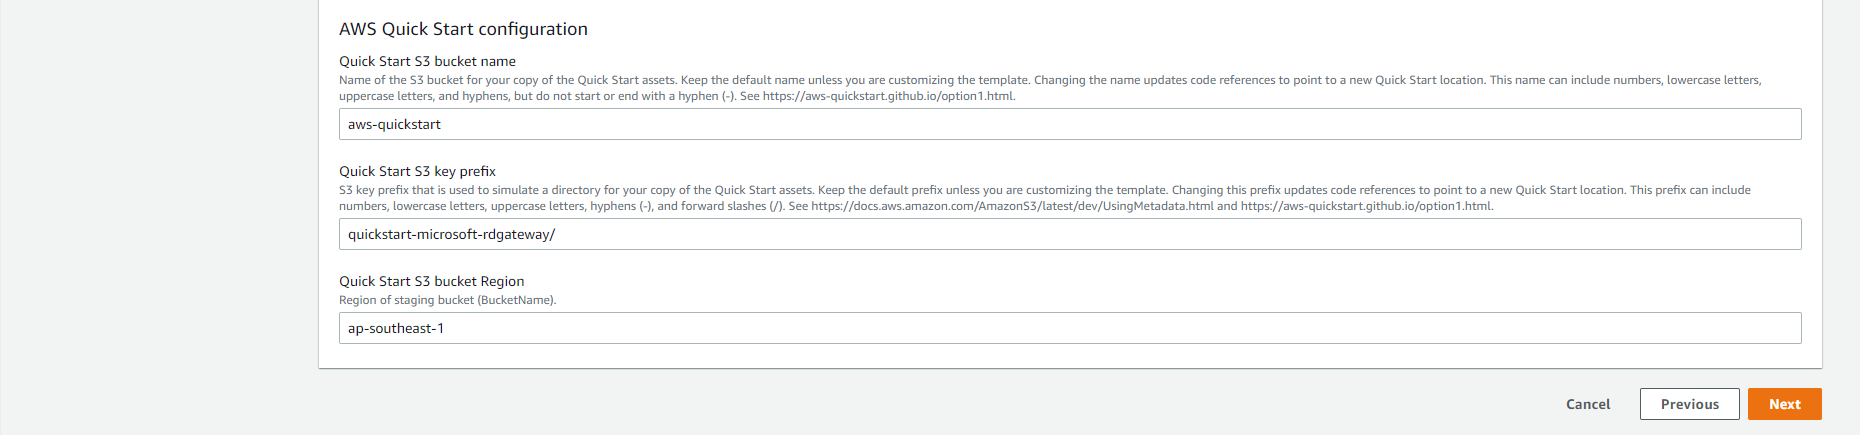 AWS Quick Start configuration
Quick Start S3 bucket name
Name of the S3 bucket for your copy of the Quick Start assets. Keep the default name unless you are customizing the template. Changing the name updates code references to point to a new Quick Start location. This name can include numbers, lowercase letters,
uppercase letters, and hyphens, but do not start or end with a hyphen (-). See https://aws-quickstart.github.io/option1.html.
aws-quickstart
Quick Start S3 key prefix
S3 key prefix that is used to simulate a directory for your copy of the Quick Start assets. Keep the default prefix unless you are customizing the template. Changing this prefix updates code references to point to a new Quick Start location. This prefix can include
numbers, lowercase letters, uppercase letters, hyphens (-), and forward slashes (/). See https://docs.aws.amazon.com/AmazonS3/latest/dev/UsingMetadata.html and https://aws-quickstart.github.io/option1.html.
quickstart-microsoft-rdgateway/
Quick Start S3 bucket Region
Region of staging bucket (BucketName).
ap-southeast-1
Cancel Previous Next